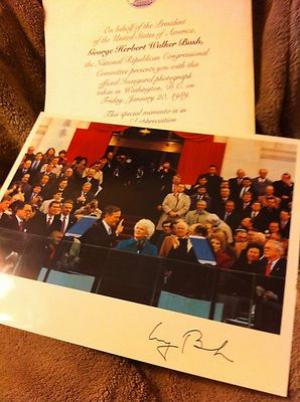 On behalf of the President
of the United States of America,
George Herbert Walker Bush,
the National Republican Congressional
Committee presents you with this
official Inaugural photograph
taken in Washington, D.C. on
Friday, January 20, 1989.
This special memento is in
appreciation
Bush